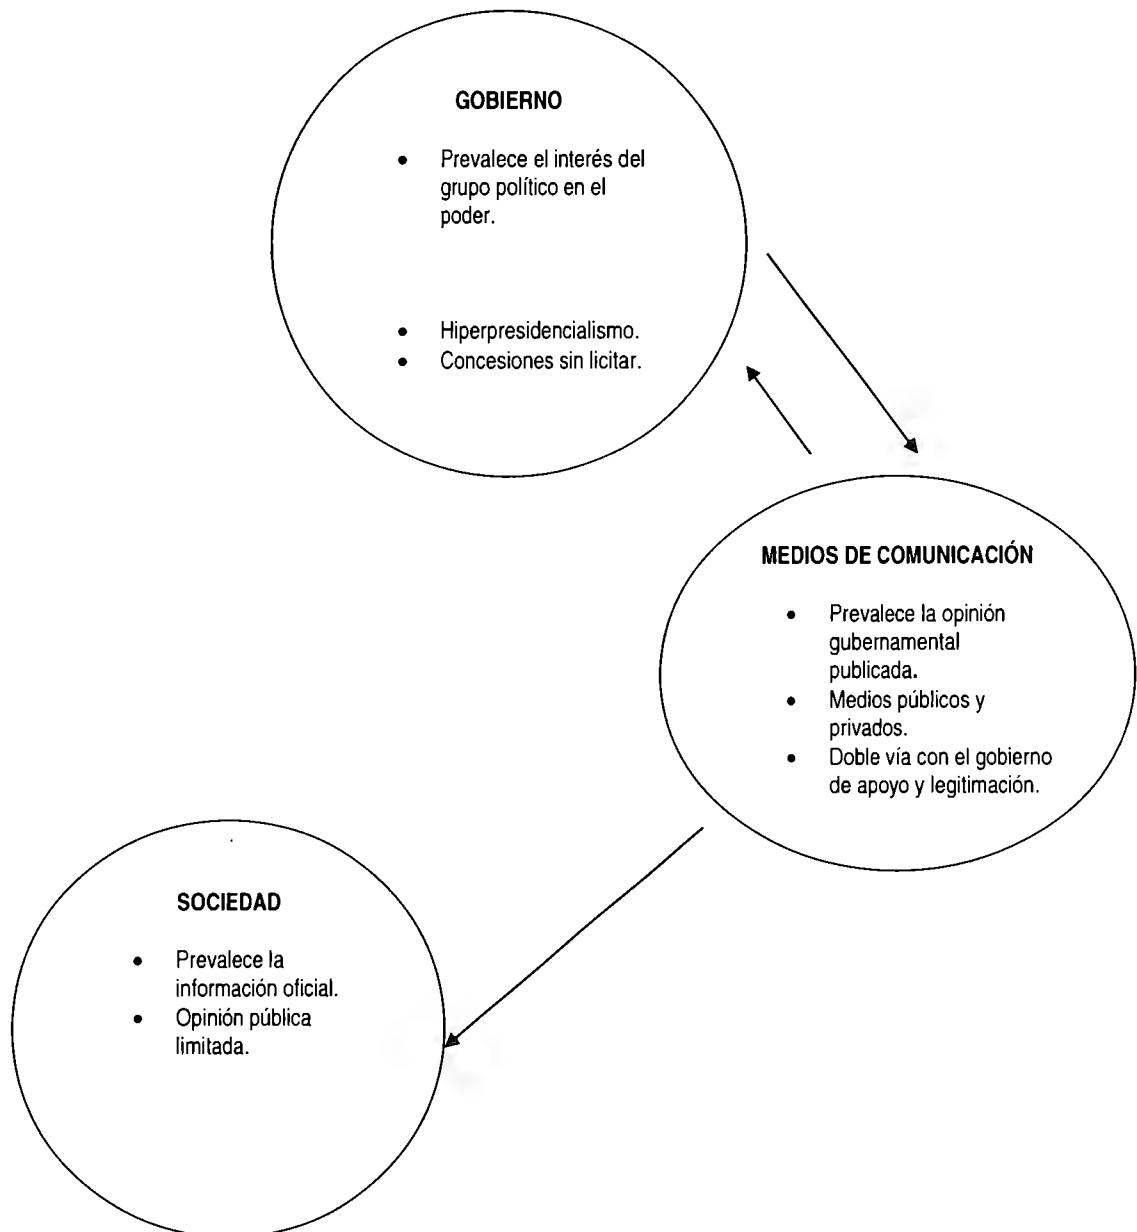 GOBIERNO
• Prevalece el interés del
grupo político en el
poder.
• Hiperpresidencialismo.
• Concesiones sin licitar.
MEDIOS DE COMUNICACIÓN
• Prevalece la opinión
gubernamental
publicada.
• Medios públicos y
privados.
• Doble vía con el gobierno
de apoyo y legitimación.
SOCIEDAD
• Prevalece la
información oficial.
• Opinión pública
limitada.